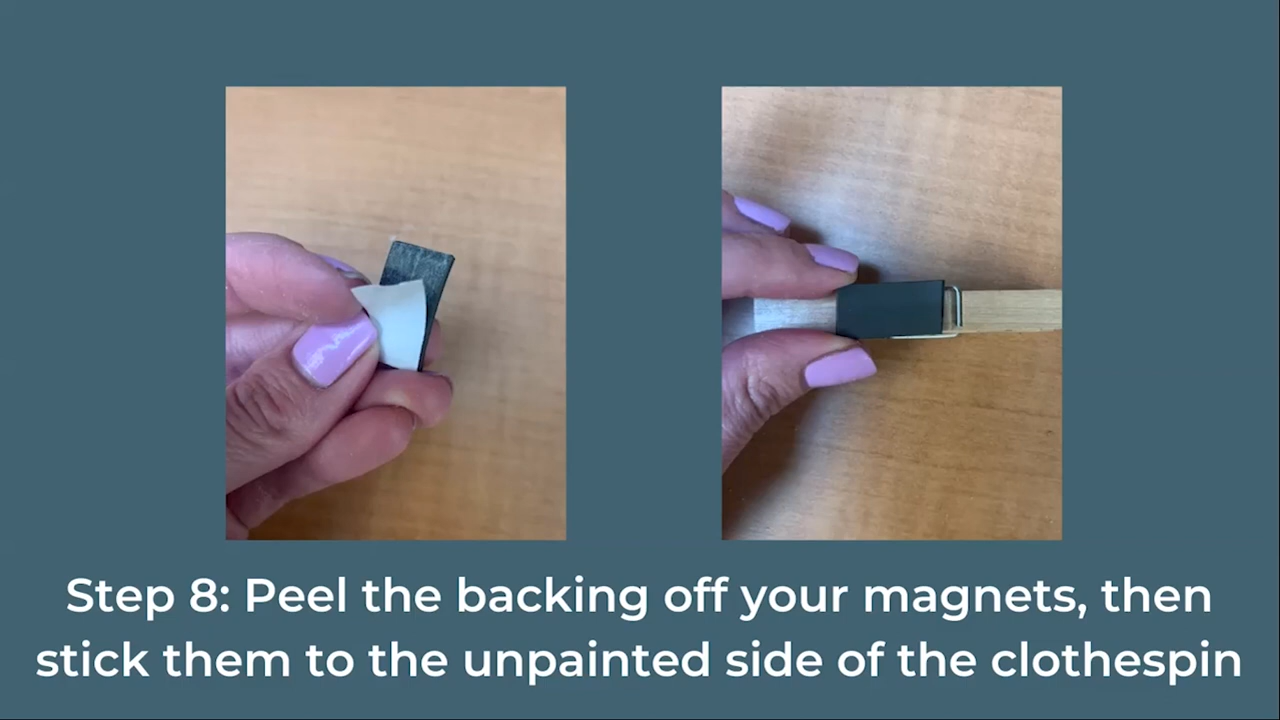 Step 8: Peel the backing off your magnets, then
stick them to the unpainted side of the clothespin